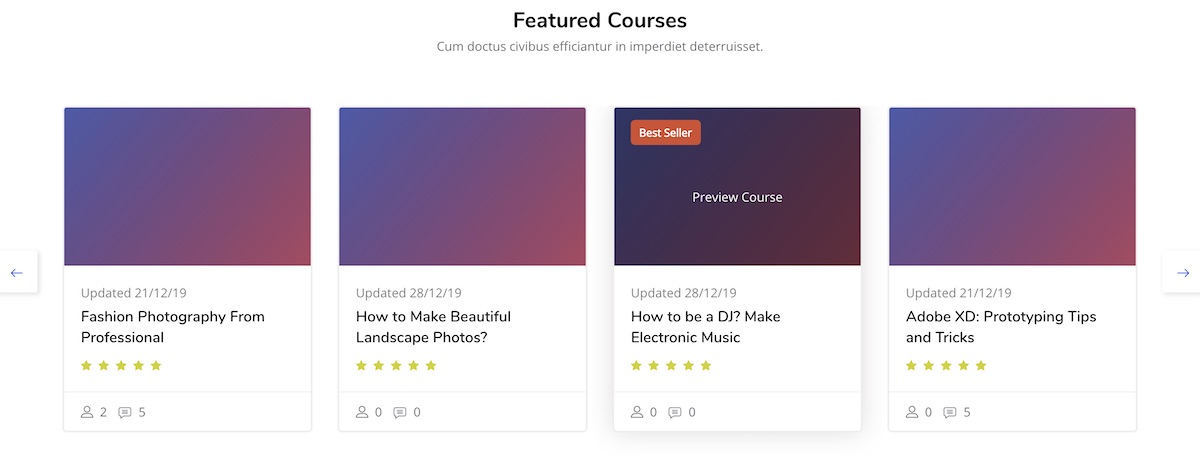 Featured Courses
Cum doctus civibus efficiantur in imperdiet deterruisset.
Updated 21/12/19
Fashion Photography From
Professional
2 5
Updated 28/12/19
How to Make Beautiful
Landscape Photos?
0 0
Best Seller
Preview Course
Updated 28/12/19
How to be a DJ? Make
Electronic Music
0 0
Updated 21/12/19
Adobe XD: Prototyping Tips
and Tricks
0 5